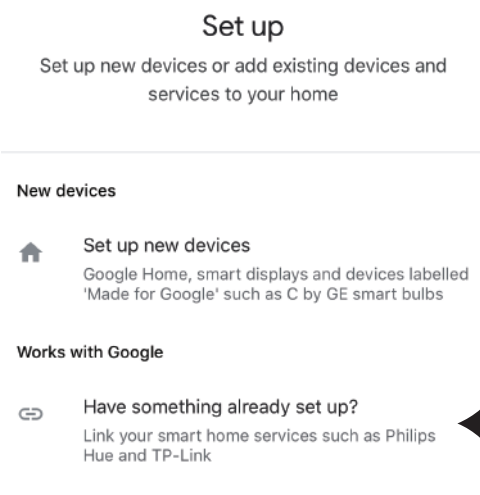 Set up
Set up new devices or add existing devices and
services to your home
New devices
Set up new devices
Google Home, smart displays and devices labelled
'Made for Google' such as C by GE smart bulbs
Works with Google
Have something already set up?
Link your smart home services such as Philips
Hue and TP-Link